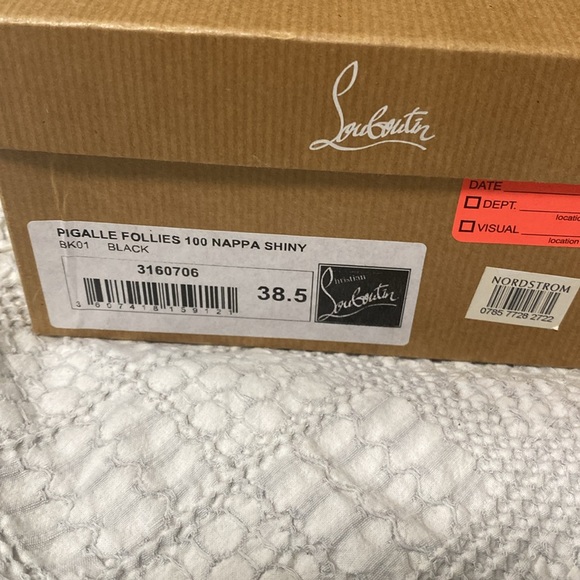 Louboutin
PIGALLE FOLLIES 100 NAPPA SHINY
BK01 BLACK
3160706
38.5
Christian
Louboutin
DATE
DEPT.
location
VISUAL
location
NORDSTROM
0785 7728 2722